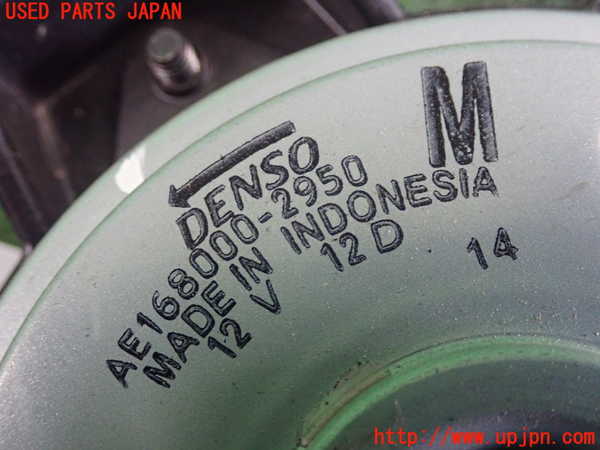 USED PARTS JAPAN
M
DENSO
AE168000-2950
MADE IN INDONESIA
12 V 12 D 14
http://www.upjpn.com/